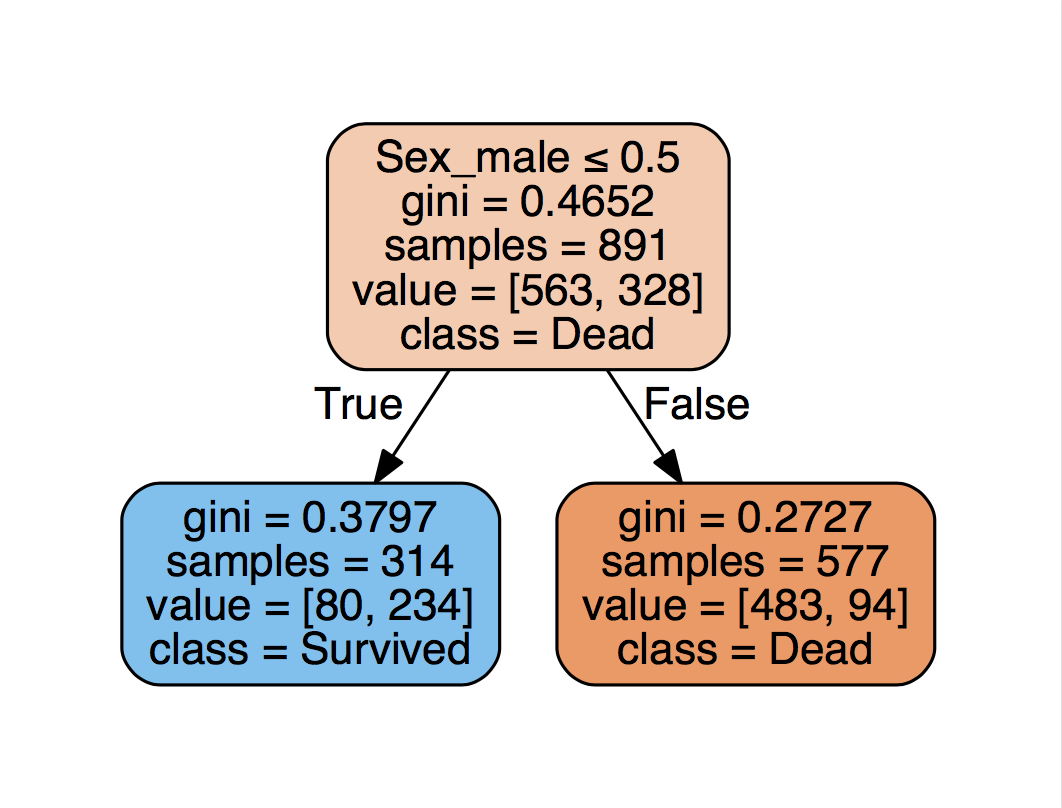 Sex_male ≤ 0.5
gini = 0.4652
samples = 891
value = [563, 328]
class = Dead
True
False
gini = 0.3797
samples = 314
value = [80, 234]
class = Survived
gini = 0.2727
samples = 577
value = [483, 94]
class = Dead